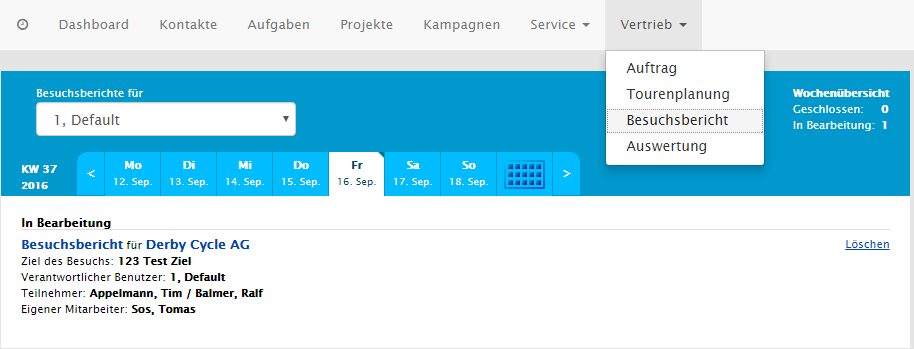 Dashboard Kontakte Aufgaben Projekte Kampagnen Service Vertrieb
Auftrag
Tourenplanung
Besuchsbericht
Auswertung
Besuchsberichte für
1, Default
Wochenübersicht
Geschlossen: 0
In Bearbeitung: 1
KW 37
2016
< Mo Di Mi Do Fr Sa So >
12. Sep. 13. Sep. 14. Sep. 15. Sep. 16. Sep. 17. Sep. 18. Sep.
In Bearbeitung
Besuchsbericht für Derby Cycle AG Löschen
Ziel des Besuchs: 123 Test Ziel
Verantwortlicher Benutzer: 1, Default
Teilnehmer: Appelmann, Tim / Balmer, Ralf
Eigener Mitarbeiter: Sos, Tomas